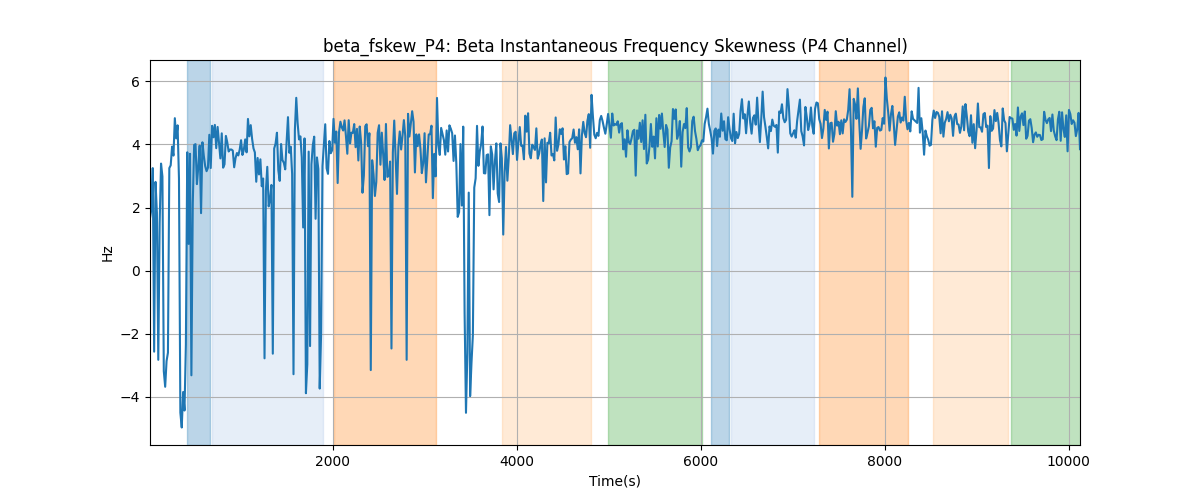 beta_fskew_P4: Beta Instantaneous Frequency Skewness (P4 Channel)
6
4
2
0
−2
−4
Hz
2000 4000 6000 8000 10000
Time(s)